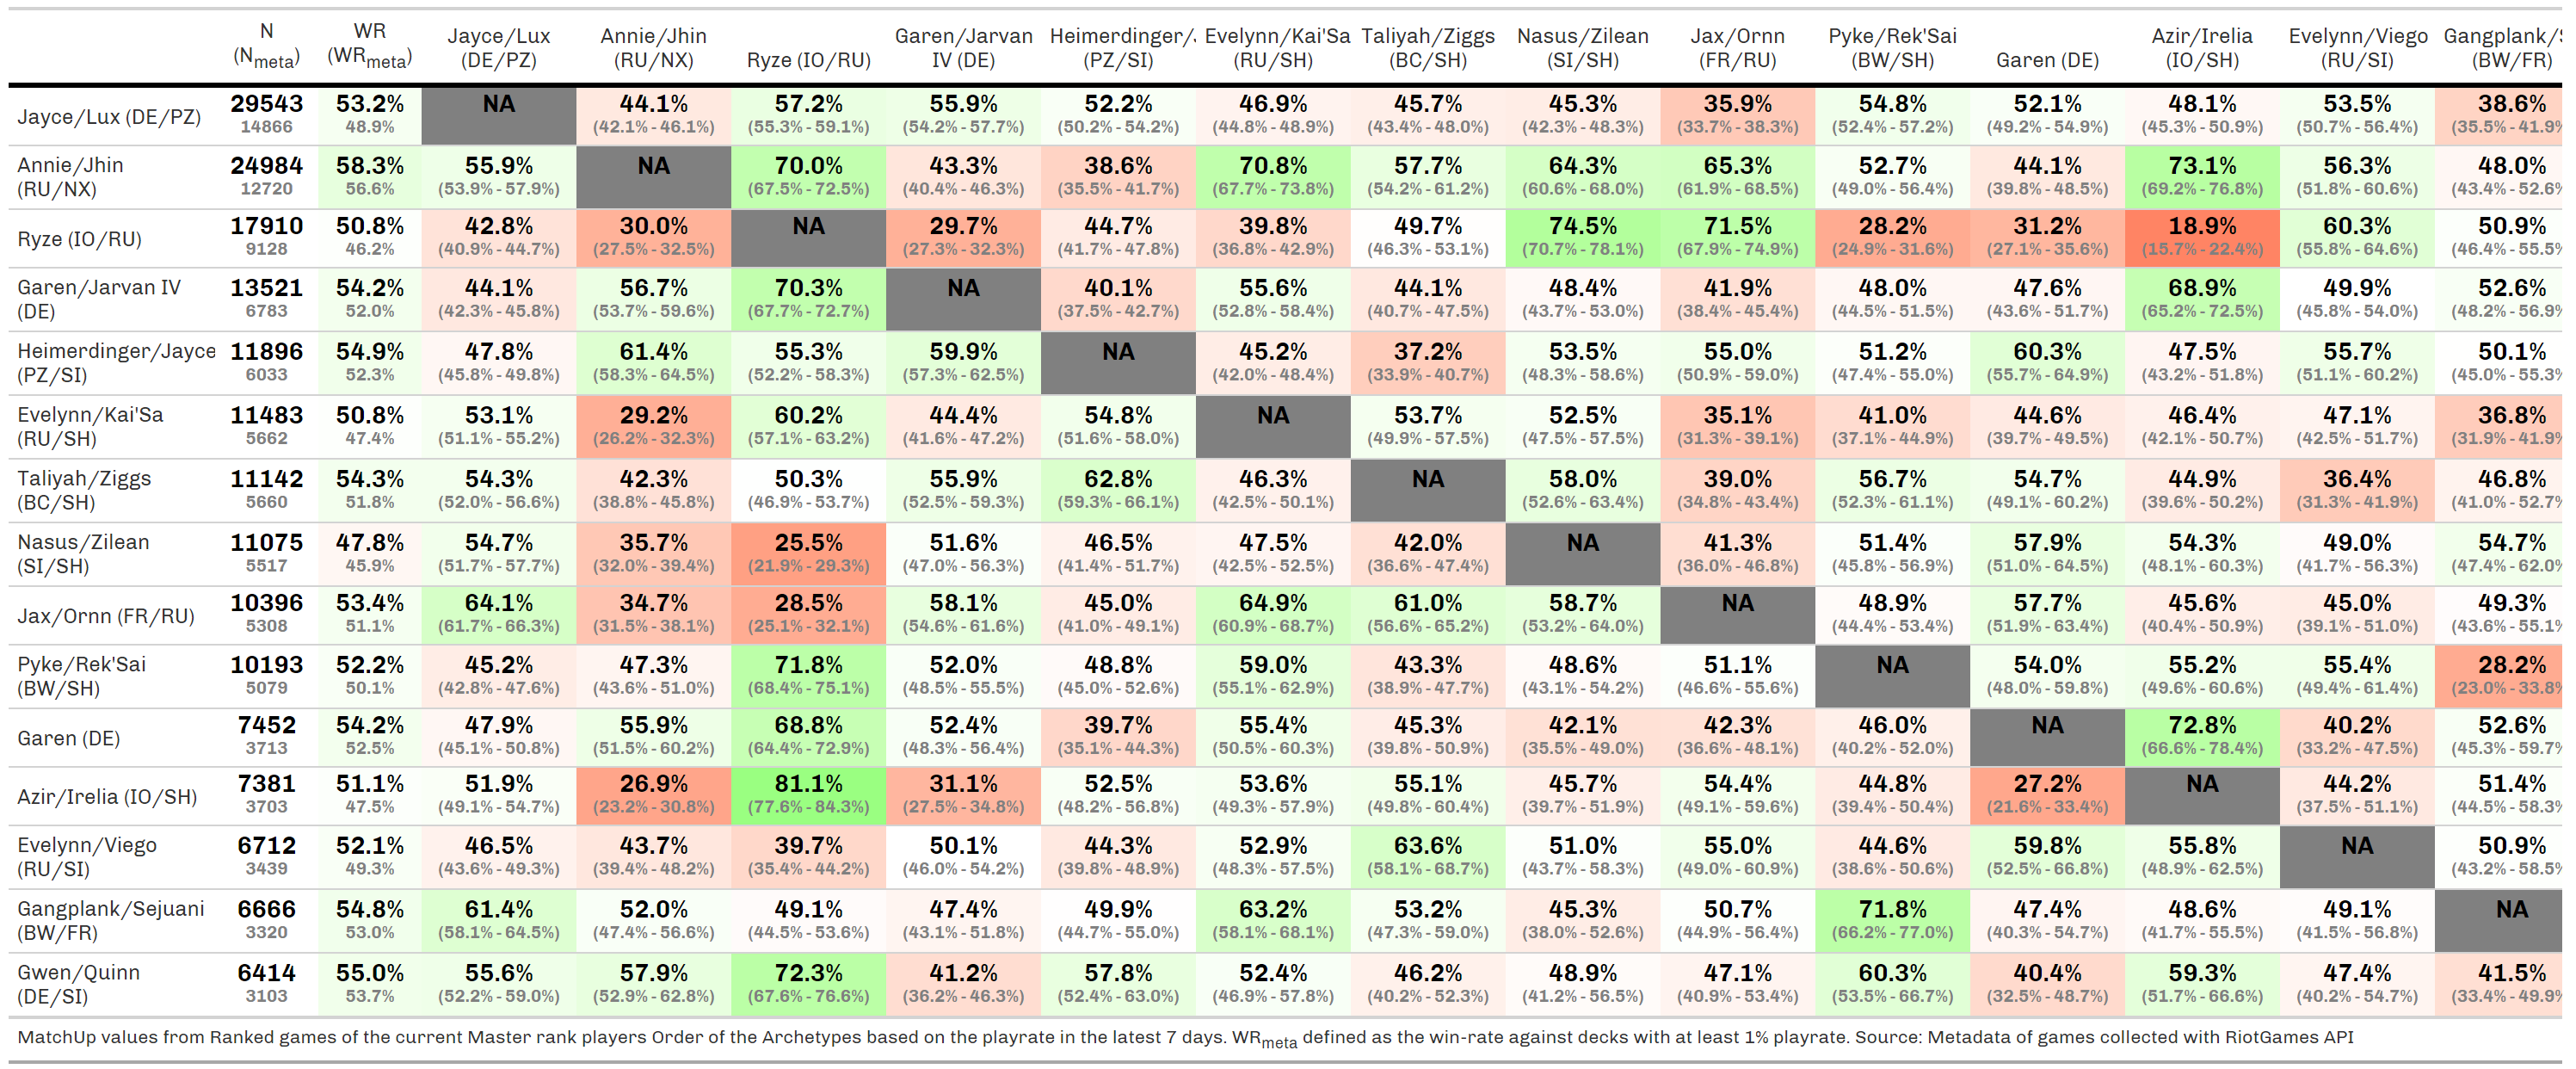 N WR Jayce/Lux Annie/Jhin Garen/Jarvan Heimerdinger/J Evelynn/Kai'Sa Taliyah/Ziggs Nasus/Zilean Jax/Ornn Pyke/Rek'Sai Azir/Irelia Evelynn/Viego Gangplank/S
(Nmeta) (WRmeta) (DE/PZ) (RU/NX) Ryze (IO/RU) IV (DE) (PZ/SI) (RU/SH) (BC/SH) (SI/SH) (FR/RU) (BW/SH) Garen (DE) (IO/SH) (RU/SI) (BW/FR)
Jayce/Lux (DE/PZ) 29543 53.2% NA 44.1% 57.2% 55.9% 52.2% 46.9% 45.7% 45.3% 35.9% 54.8% 52.1% 48.1% 53.5% 38.6%
14866 48.9% (42.1% - 46.1%) (55.3% - 59.1%) (54.2% - 57.7%) (50.2% - 54.2%) (44.8% - 48.9%) (43.4% - 48.0%) (42.3% - 48.3%) (33.7% - 38.3%) (52.4% - 57.2%) (49.2% - 54.9%) (45.3% - 50.9%) (50.7% - 56.4%) (35.5% - 41.9%
Annie/Jhin 24984 58.3% 55.9% NA 70.0% 43.3% 38.6% 70.8% 57.7% 64.3% 65.3% 52.7% 44.1% 73.1% 56.3% 48.0%
(RU/NX) 12720 56.6% (53.9% - 57.9%) (67.5% - 72.5%) (40.4% - 46.3%) (35.5% - 41.7%) (67.7% - 73.8%) (54.2% - 61.2%) (60.6% - 68.0%) (61.9% - 68.5%) (49.0% - 56.4%) (39.8% - 48.5%) (69.2% - 76.8%) (51.8% - 60.6%) (43.4% - 52.6%
Ryze (IO/RU) 17910 50.8% 42.8% 30.0% NA 29.7% 44.7% 39.8% 49.7% 74.5% 71.5% 28.2% 31.2% 18.9% 60.3% 50.9%
9128 46.2% (40.9% - 44.7%) (27.5% - 32.5%) (27.3% - 32.3%) (41.7% - 47.8%) (36.8% - 42.9%) (46.3% - 53.1%) (70.7% - 78.1%) (67.9% - 74.9%) (24.9% - 31.6%) (27.1% - 35.6%) (15.7% - 22.4%) (55.8% - 64.6%) (46.4% - 55.5%
Garen/Jarvan IV 13521 54.2% 44.1% 56.7% 70.3% NA 40.1% 55.6% 44.1% 48.4% 41.9% 48.0% 47.6% 68.9% 49.9% 52.6%
(DE) 6783 52.0% (42.3% - 45.8%) (53.7% - 59.6%) (67.7% - 72.7%) (37.5% - 42.7%) (52.8% - 58.4%) (40.7% - 47.5%) (43.7% - 53.0%) (38.4% - 45.4%) (44.5% - 51.5%) (43.6% - 51.7%) (65.2% - 72.5%) (45.8% - 54.0%) (48.2% - 56.9%
Heimerdinger/Jayce 11896 54.9% 47.8% 61.4% 55.3% 59.9% NA 45.2% 37.2% 53.5% 55.0% 51.2% 60.3% 47.5% 55.7% 50.1%
(PZ/SI) 6033 52.3% (45.8% - 49.8%) (58.3% - 64.5%) (52.2% - 58.3%) (57.3% - 62.5%) (42.0% - 48.4%) (33.9% - 40.7%) (48.3% - 58.6%) (50.9% - 59.0%) (47.4% - 55.0%) (55.7% - 64.9%) (43.2% - 51.8%) (51.1% - 60.2%) (45.0% - 55.3%
Evelynn/Kai'Sa 11483 50.8% 53.1% 29.2% 60.2% 44.4% 54.8% NA 53.7% 52.5% 35.1% 41.0% 44.6% 46.4% 47.1% 36.8%
(RU/SH) 5662 47.4% (51.1% - 55.2%) (26.2% - 32.3%) (57.1% - 63.2%) (41.6% - 47.2%) (51.6% - 58.0%) (49.9% - 57.5%) (47.5% - 57.5%) (31.3% - 39.1%) (37.1% - 44.9%) (39.7% - 49.5%) (42.1% - 50.7%) (42.5% - 51.7%) (31.9% - 41.9%
Taliyah/Ziggs 11142 54.3% 54.3% 42.3% 50.3% 55.9% 62.8% 46.3% NA 58.0% 39.0% 56.7% 54.7% 44.9% 36.4% 46.8%
(BC/SH) 5660 51.8% (52.0% - 56.6%) (38.8% - 45.8%) (46.9% - 53.7%) (52.5% - 59.3%) (59.3% - 66.1%) (42.5% - 50.1%) (52.6% - 63.4%) (34.8% - 43.4%) (52.3% - 61.1%) (49.1% - 60.2%) (39.6% - 50.2%) (31.3% - 41.9%) (41.0% - 52.7%
Nasus/Zilean 11075 47.8% 54.7% 35.7% 25.5% 51.6% 46.5% 47.5% 42.0% NA 41.3% 51.4% 57.9% 54.3% 49.0% 54.7%
(SI/SH) 5517 45.9% (51.7% - 57.7%) (32.0% - 39.4%) (21.9% - 29.3%) (47.0% - 56.3%) (41.4% - 51.7%) (42.5% - 52.5%) (36.6% - 47.4%) (36.0% - 46.8%) (45.8% - 56.9%) (51.0% - 64.5%) (48.1% - 60.3%) (41.7% - 56.3%) (47.4% - 62.0%
Jax/Ornn (FR/RU) 10396 53.4% 64.1% 34.7% 28.5% 58.1% 45.0% 64.9% 61.0% 58.7% NA 48.9% 57.7% 45.6% 45.0% 49.3%
5308 51.1% (61.7% - 66.3%) (31.5% - 38.1%) (25.1% - 32.1%) (54.6% - 61.6%) (41.0% - 49.1%) (60.9% - 68.7%) (56.6% - 65.2%) (53.2% - 64.0%) (44.4% - 53.4%) (51.9% - 63.4%) (40.4% - 50.9%) (39.1% - 51.0%) (43.6% - 55.1%
Pyke/Rek'Sai 10193 52.2% 45.2% 47.3% 71.8% 52.0% 48.8% 59.0% 43.3% 48.6% 51.1% NA 54.0% 55.2% 55.4% 28.2%
(BW/SH) 5079 50.1% (42.8% - 47.6%) (43.6% - 51.0%) (68.4% - 75.1%) (48.5% - 55.5%) (45.0% - 52.6%) (55.1% - 62.9%) (38.9% - 47.7%) (43.1% - 54.2%) (46.6% - 55.6%) (48.0% - 59.8%) (49.6% - 60.6%) (49.4% - 61.4%) (23.0% - 33.8%
Garen (DE) 7452 54.2% 47.9% 55.9% 68.8% 52.4% 39.7% 55.4% 45.3% 42.1% 42.3% 46.0% NA 72.8% 40.2% 52.6%
3713 52.5% (45.1% - 50.8%) (51.5% - 60.2%) (64.4% - 72.9%) (48.3% - 56.4%) (35.1% - 44.3%) (50.5% - 60.3%) (39.8% - 50.9%) (35.5% - 49.0%) (36.6% - 48.1%) (40.2% - 52.0%) (66.6% - 78.4%) (33.2% - 47.5%) (45.3% - 59.7%
Azir/Irelia (IO/SH) 7381 51.1% 51.9% 26.9% 81.1% 31.1% 52.5% 53.6% 55.1% 45.7% 54.4% 44.8% 27.2% NA 44.2% 51.4%
3703 47.5% (49.1% - 54.7%) (23.2% - 30.8%) (77.6% - 84.3%) (27.5% - 34.8%) (48.2% - 56.8%) (49.3% - 57.9%) (49.8% - 60.4%) (39.7% - 51.9%) (49.1% - 59.6%) (39.4% - 50.4%) (21.6% - 33.4%) (37.5% - 51.1%) (44.5% - 58.3%
Evelynn/Viego 6712 52.1% 46.5% 43.7% 39.7% 50.1% 44.3% 52.9% 63.6% 51.0% 55.0% 44.6% 59.8% 55.8% NA 50.9%
(RU/SI) 3439 49.3% (43.6% - 49.3%) (39.4% - 48.2%) (35.4% - 44.2%) (46.0% - 54.2%) (39.8% - 48.9%) (48.3% - 57.5%) (58.1% - 68.7%) (43.7% - 58.3%) (49.0% - 60.9%) (38.6% - 50.6%) (52.5% - 66.8%) (48.9% - 62.5%) (43.2% - 58.5%
Gangplank/Sejuani 6666 54.8% 61.4% 52.0% 49.1% 47.4% 49.9% 63.2% 53.2% 45.3% 50.7% 71.8% 47.4% 48.6% 49.1% NA
(BW/FR) 3320 53.0% (58.1% - 64.5%) (47.4% - 56.6%) (44.5% - 53.6%) (43.1% - 51.8%) (44.7% - 55.0%) (58.1% - 68.1%) (47.3% - 59.0%) (38.0% - 52.6%) (44.9% - 56.4%) (66.2% - 77.0%) (40.3% - 54.7%) (41.7% - 55.5%) (41.5% - 56.8%)
Gwen/Quinn 6414 55.0% 55.6% 57.9% 72.3% 41.2% 57.8% 52.4% 46.2% 48.9% 47.1% 60.3% 40.4% 59.3% 47.4% 41.5%
(DE/SI) 3103 53.7% (52.2% - 59.0%) (52.9% - 62.8%) (67.6% - 76.6%) (36.2% - 46.3%) (52.4% - 63.0%) (46.9% - 57.8%) (40.2% - 52.3%) (41.2% - 56.5%) (40.9% - 53.4%) (53.5% - 66.7%) (32.5% - 48.7%) (51.7% - 66.6%) (40.2% - 54.7%) (33.4% - 49.9%
MatchUp values from Ranked games of the current Master rank players Order of the Archetypes based on the playrate in the latest 7 days. WRmeta defined as the win-rate against decks with at least 1% playrate. Source: Metadata of games collected with RiotGames API